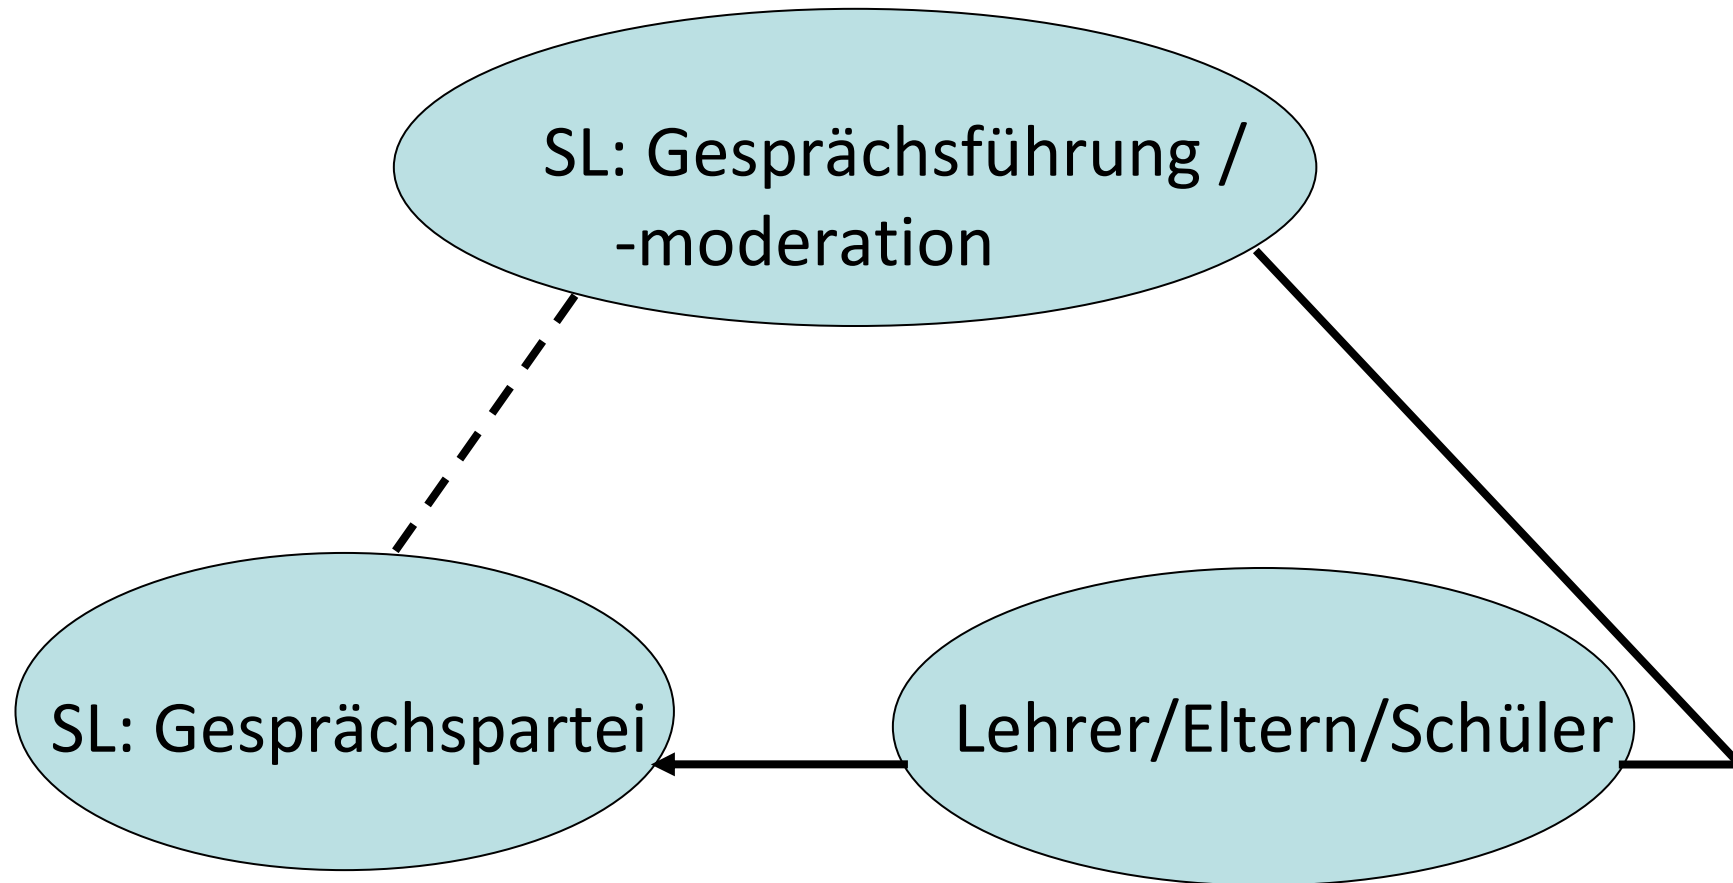 SL: Gesprächsführung /
-moderation
SL: Gesprächspartei
Lehrer/Eltern/Schüler